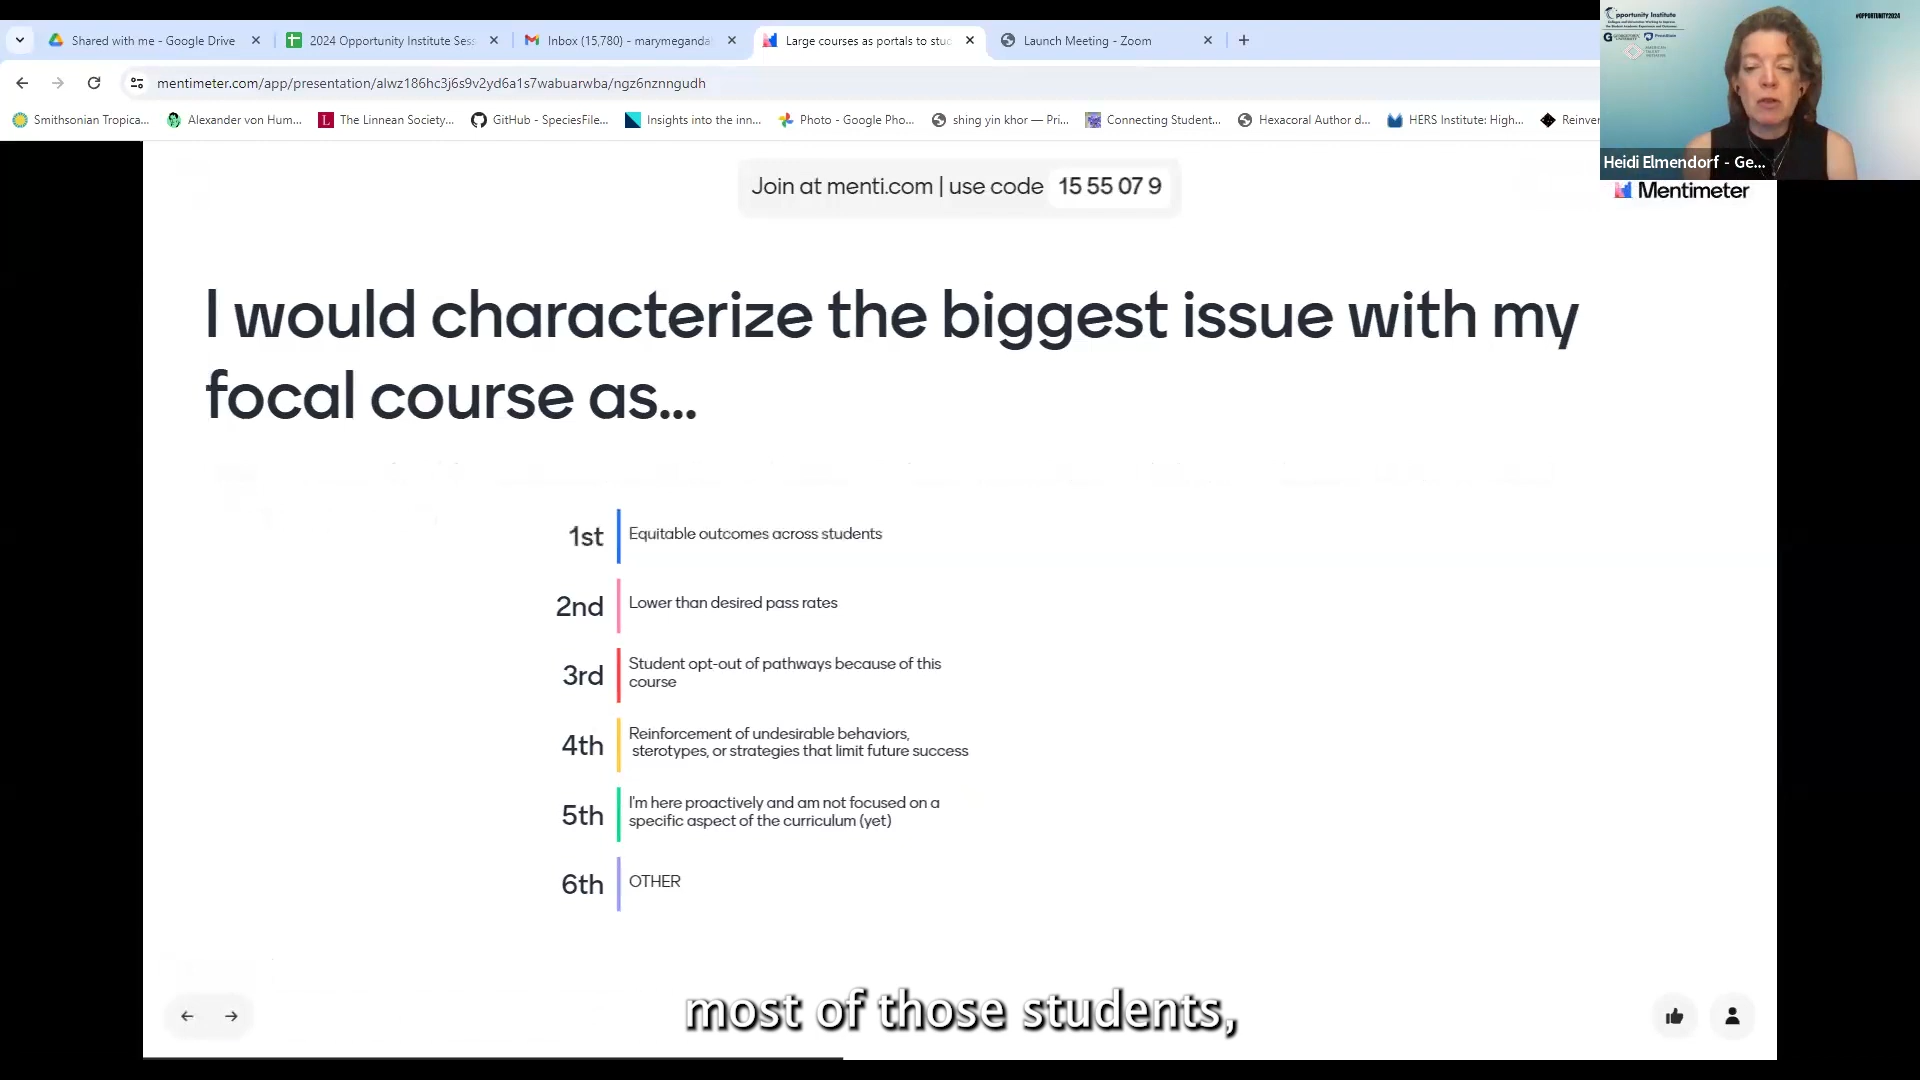 Shared with me - Google Drive
2024 Opportunity Institute Sess
Inbox (15,780) - marymeganda
Large courses as portals to stud
Launch Meeting - Zoom
mentimeter.com/app/presentation/alwz186hc3j6s9v2yd6a1s7wabuarwba/ngz6nznngudh
Smithsonian Tropica...
Alexander von Hum...
The Linnean Society...
GitHub - SpeciesFile...
Insights into the inn...
Photo - Google Pho...
shing yin khor — Pri...
Connecting Student...
Hexacoral Author d...
HERS Institute: High...
Reinver
Opportunity Institute
#OPPORTUNITY2024
Heidi Elmendorf - Ge...
Join at menti.com | use code 15 55 07 9
Mentimeter
I would characterize the biggest issue with my
focal course as...
1st Equitable outcomes across students
2nd Lower than desired pass rates
3rd Student opt-out of pathways because of this
course
4th Reinforcement of undesirable behaviors,
sterotypes, or strategies that limit future success
5th I'm here proactively and am not focused on a
specific aspect of the curriculum (yet)
6th OTHER
most of those students,